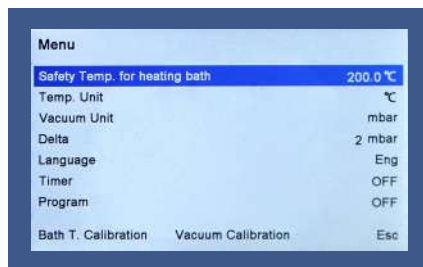 Menu
Safety Temp. for heating bath 200.0 ℃
Temp. Unit ℃
Vacuum Unit mbar
Delta 2 mbar
Language Eng
Timer OFF
Program OFF
Bath T. Calibration Vacuum Calibration Esc